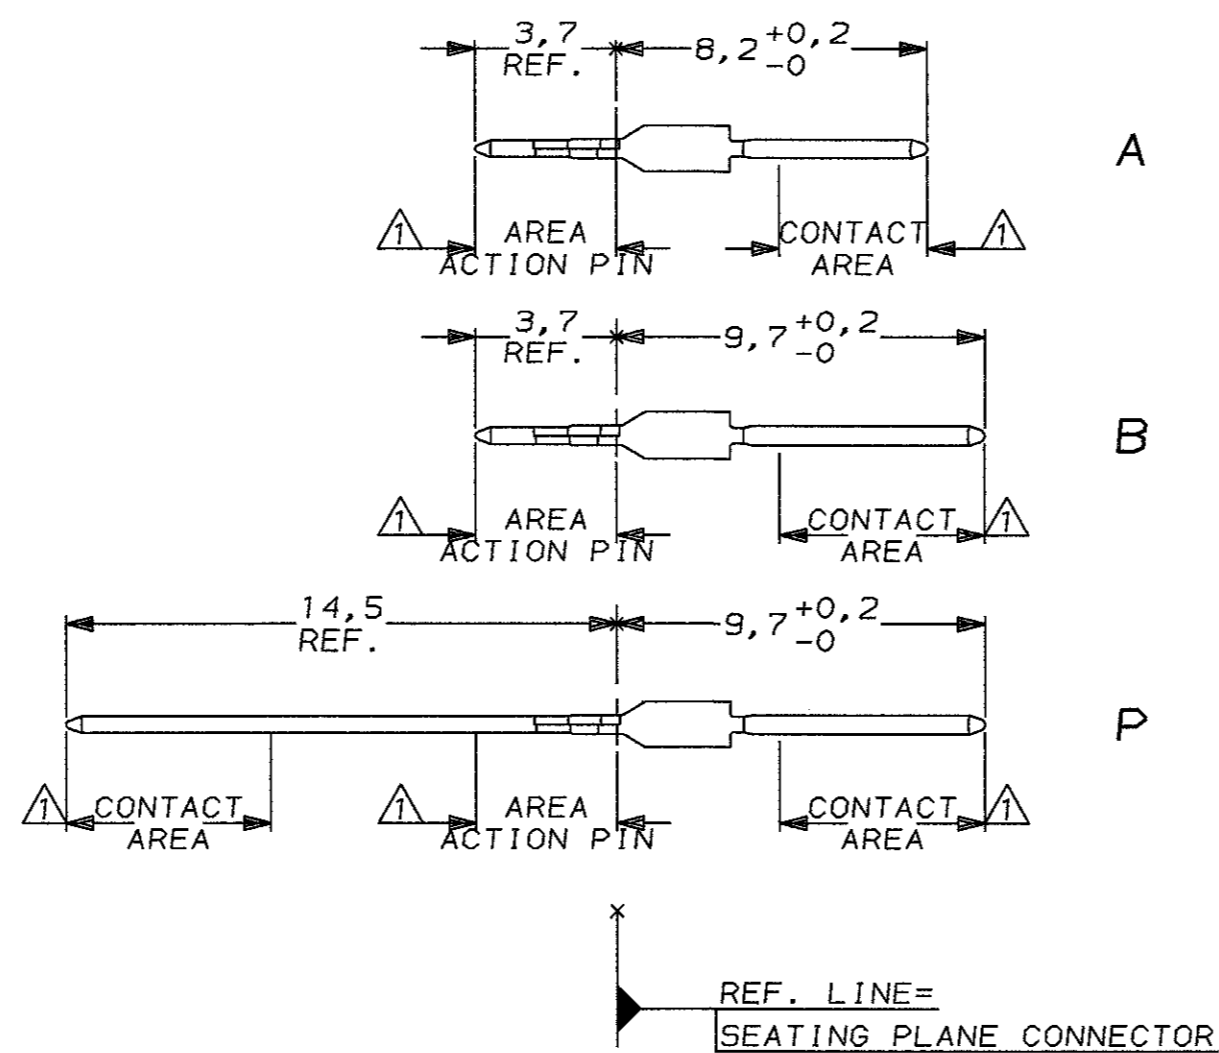 3,7
REF.
8,2 +0,2
-0
A
1
AREA
ACTION PIN
CONTACT
AREA
1
3,7
REF.
9,7 +0,2
-0
B
1
AREA
ACTION PIN
CONTACT
AREA
1
14,5
REF.
9,7 +0,2
-0
P
1
CONTACT
AREA
1
AREA
ACTION PIN
CONTACT
AREA
1
REF. LINE=
SEATING PLANE CONNECTOR